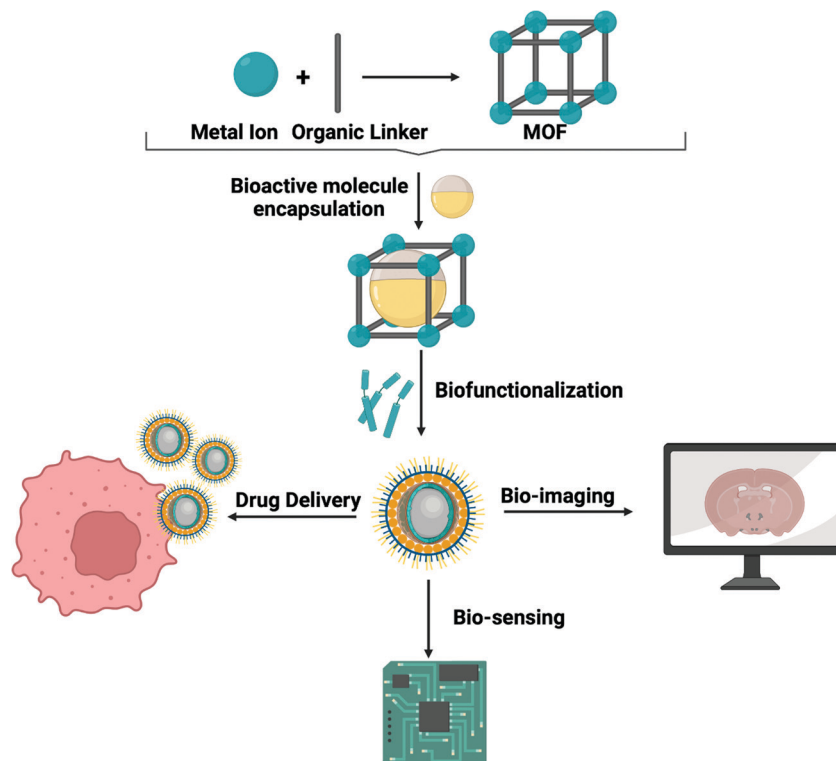 +
Metal Ion Organic Linker MOF
Bioactive molecule
encapsulation
Biofunctionalization
Drug Delivery
Bio-imaging
Bio-sensing